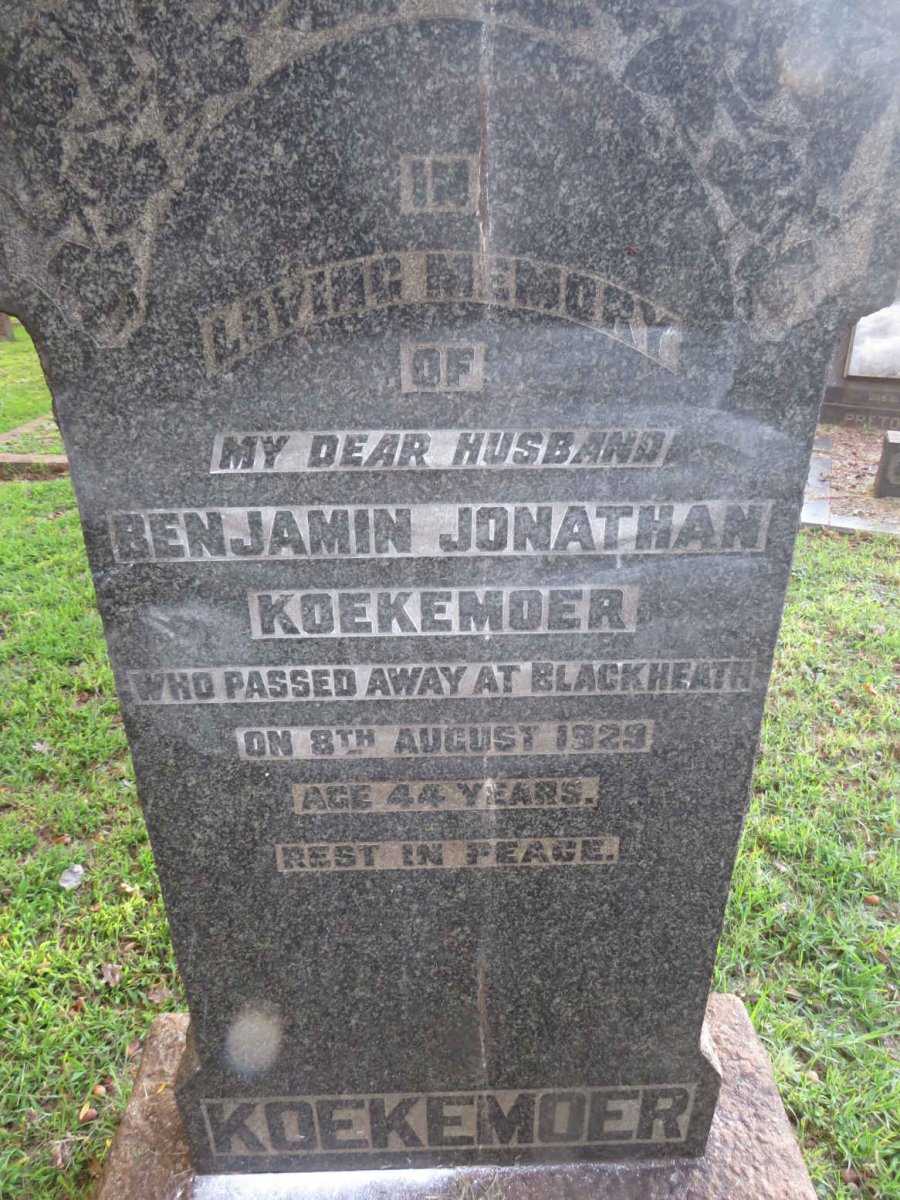 IN
LOVING MEMORY
OF
MY DEAR HUSBAND
BENJAMIN JONATHAN
KOEKEMOER
WHO PASSED AWAY AT BLACKHEATH
ON 8TH AUGUST 1929
AGE 44 YEARS.
REST IN PEACE.
KOEKEMOER